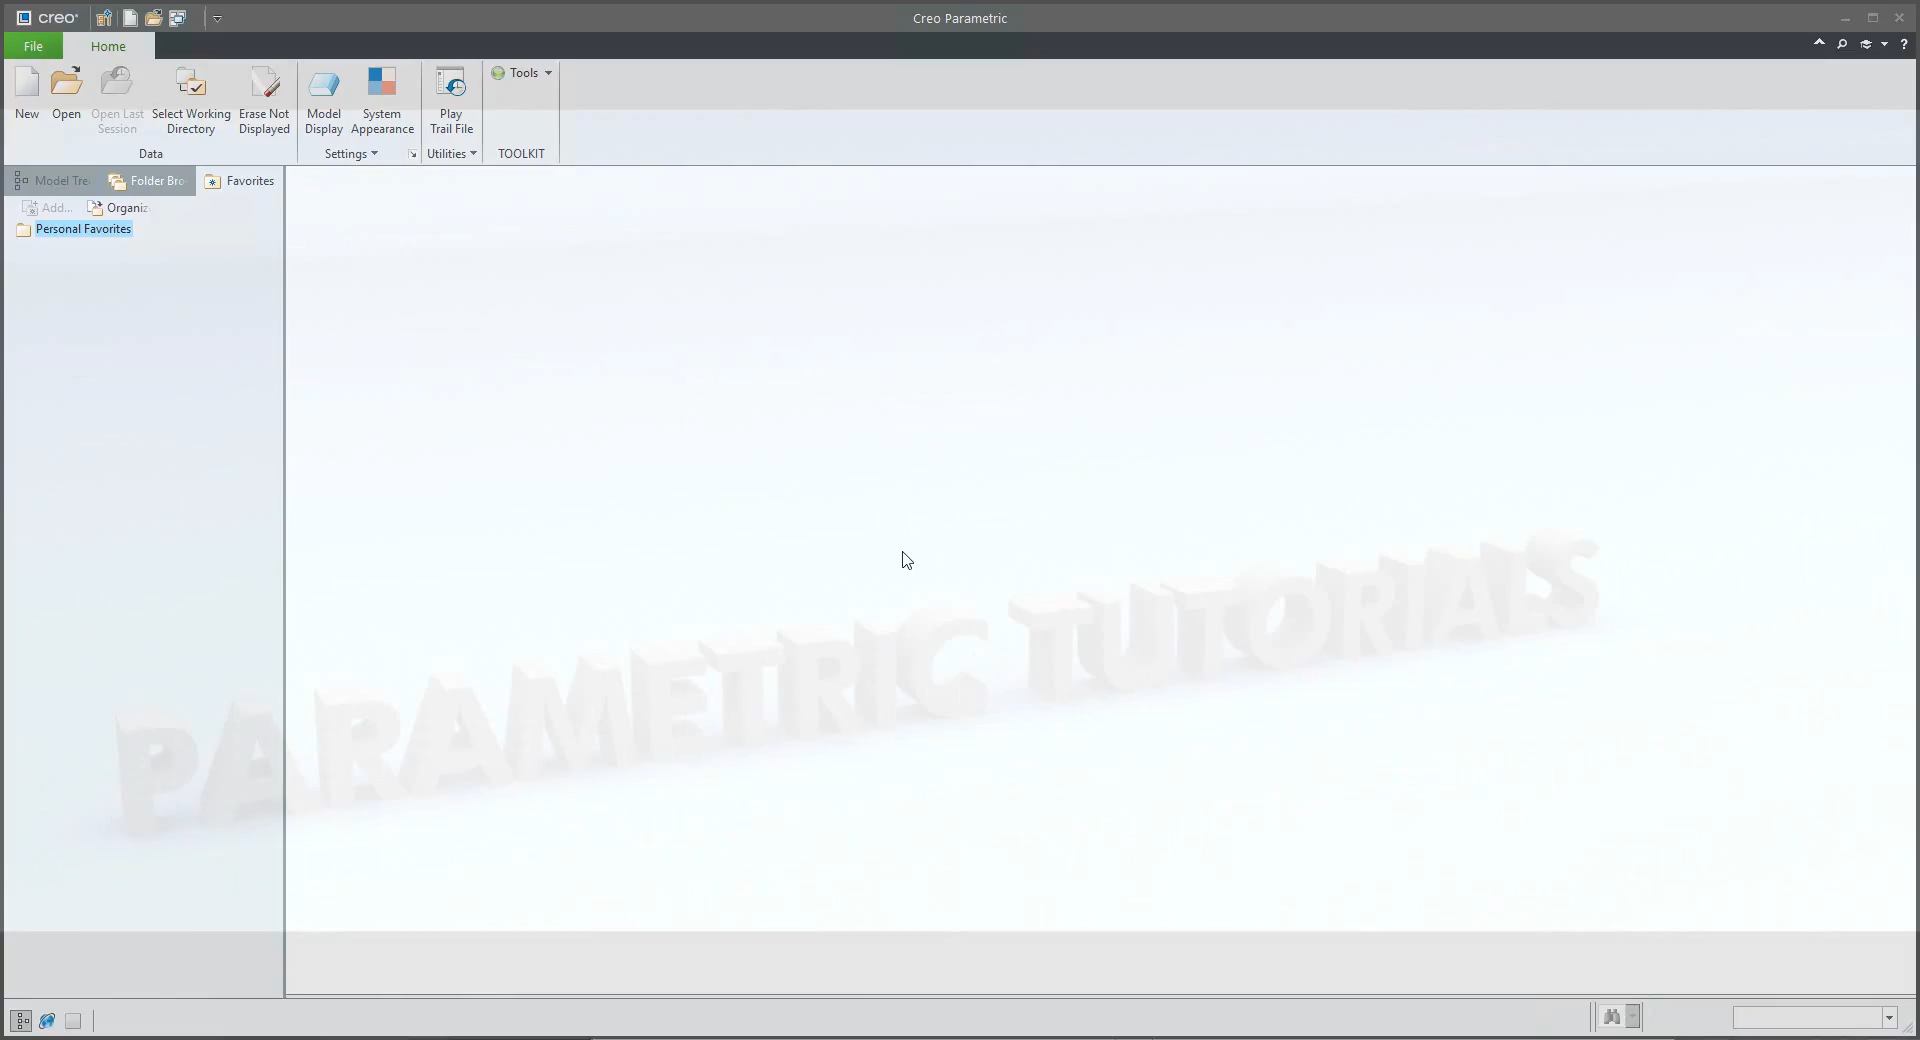 creo
Creo Parametric
File
Home
?
New
Open
Open Last
Session
Select Working
Directory
Erase Not
Displayed
Model
Display
System
Appearance
Play
Trail File
Tools
Data
Settings
Utilities
TOOLKIT
Model Tre
Folder Bro
Favorites
Add...
Organiz
Personal Favorites
PARAMETRIC TUTORIALS